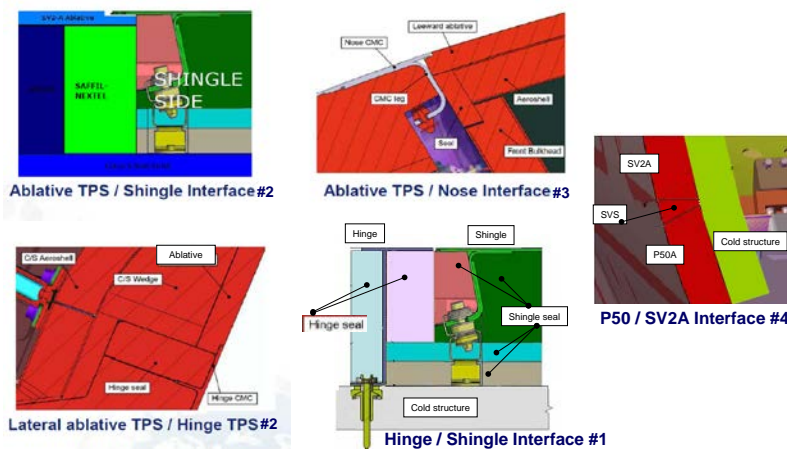 SV2-A Ablative
SAFFIL-
NEXTEL
SHINGLE
SIDE
Ablative TPS / Shingle Interface #2
Nose CMC
Leeward ablative
CMC leg
Aeroshell
Seal
Front Bulkhead
Ablative TPS / Nose Interface #3
SV2A
SVS
P50A
Cold structure
P50 / SV2A Interface #4
C/S Aeroshell
Ablative
C/S Wedge
Hinge seal
Hinge CMC
Lateral ablative TPS / Hinge TPS #2
Hinge
Shingle
Hinge seal
Shingle seal
Cold structure
Hinge / Shingle Interface #1